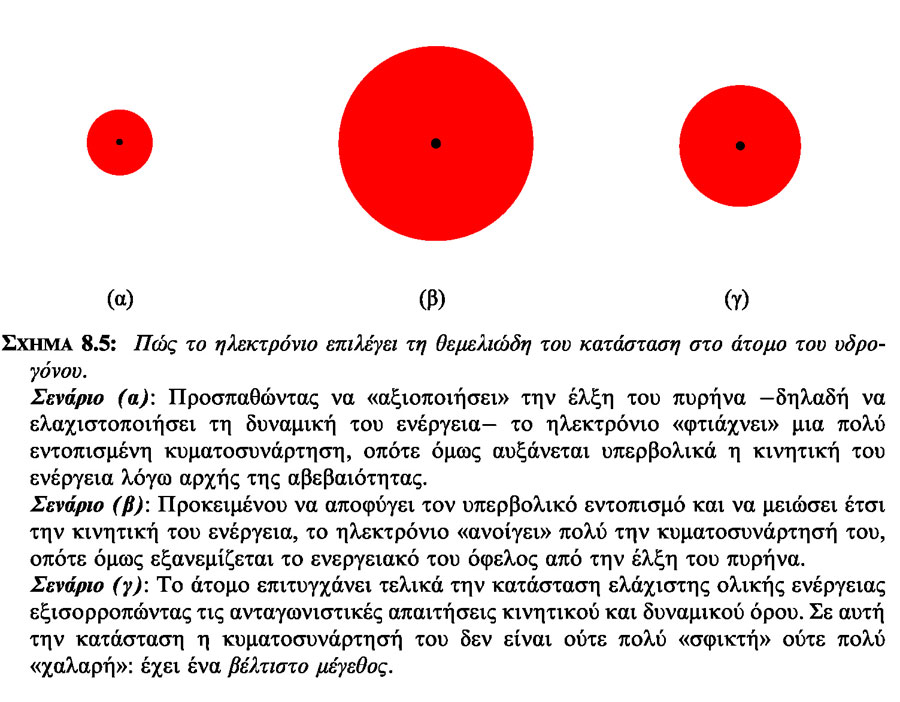 (α) (β) (γ)
ΣΧΗΜΑ 8.5: Πώς το ηλεκτρόνιο επιλέγει τη θεμελιώδη του κατάσταση στο άτομο του υδρο-
γόνου.
Σενάριο (α): Προσπαθώντας να «αξιοποιήσει» την έλξη του πυρήνα –δηλαδή να
ελαχιστοποιήσει τη δυναμική του ενέργεια– το ηλεκτρόνιο «φτιάχνει» μια πολύ
εντοπισμένη κυματοσυνάρτηση, οπότε όμως αυξάνεται υπερβολικά η κινητική του
ενέργεια λόγω αρχής της αβεβαιότητας.
Σενάριο (β): Προκειμένου να αποφύγει τον υπερβολικό εντοπισμό και να μειώσει έτσι
την κινητική του ενέργεια, το ηλεκτρόνιο «ανοίγει» πολύ την κυματοσυνάρτησή του,
οπότε όμως εξανεμίζεται το ενεργειακό του όφελος από την έλξη του πυρήνα.
Σενάριο (γ): Το άτομο επιτυγχάνει τελικά την κατάσταση ελάχιστης ολικής ενέργειας
εξισορροπώντας τις ανταγωνιστικές απαιτήσεις κινητικού και δυναμικού όρου. Σε αυτή
την κατάσταση η κυματοσυνάρτησή του δεν είναι ούτε πολύ «σφικτή» ούτε πολύ
«χαλαρή»: έχει ένα βέλτιστο μέγεθος.